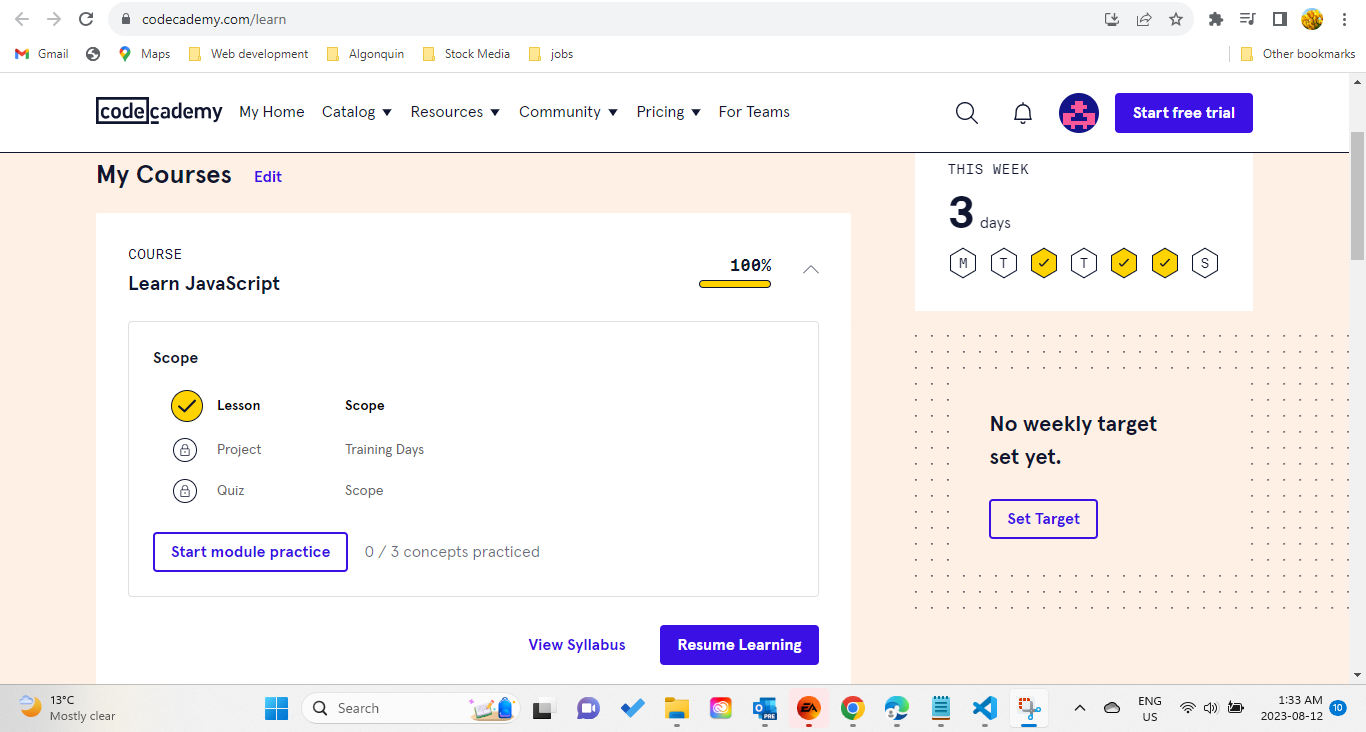 codecademy.com/learn
Gmail Maps Web development Algonquin Stock Media jobs Other bookmarks
codecademy My Home Catalog Resources Community Pricing For Teams Start free trial
My Courses Edit
COURSE
Learn JavaScript
100%
Scope
Lesson Scope
Project Training Days
Quiz Scope
Start module practice 0 / 3 concepts practiced
View Syllabus Resume Learning
THIS WEEK
3 days
M T T S
No weekly target
set yet.
Set Target
13°C
Mostly clear
Search
PRE
EA
ENG
US
1:33 AM
2023-08-12
10